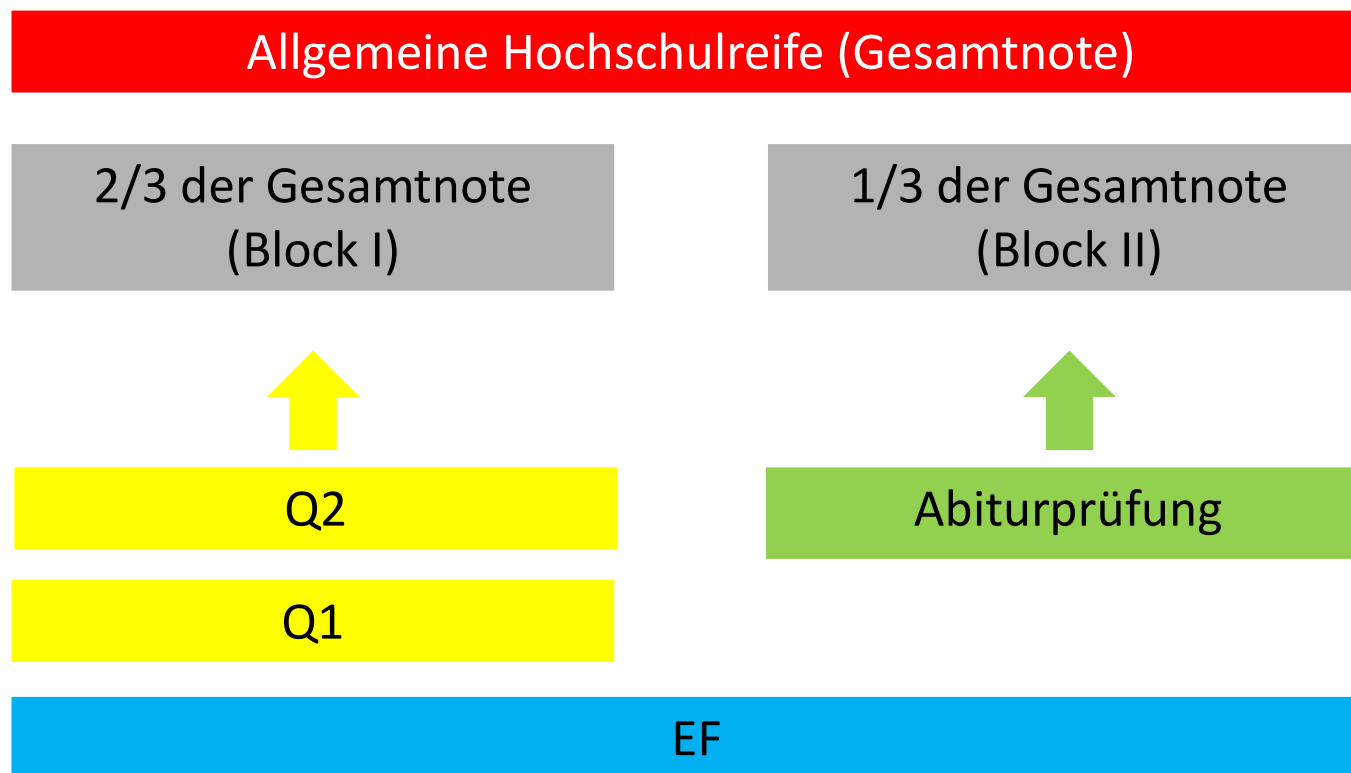 Allgemeine Hochschulreife (Gesamtnote)
2/3 der Gesamtnote
(Block I)
1/3 der Gesamtnote
(Block II)
Q2
Abiturprüfung
Q1
EF